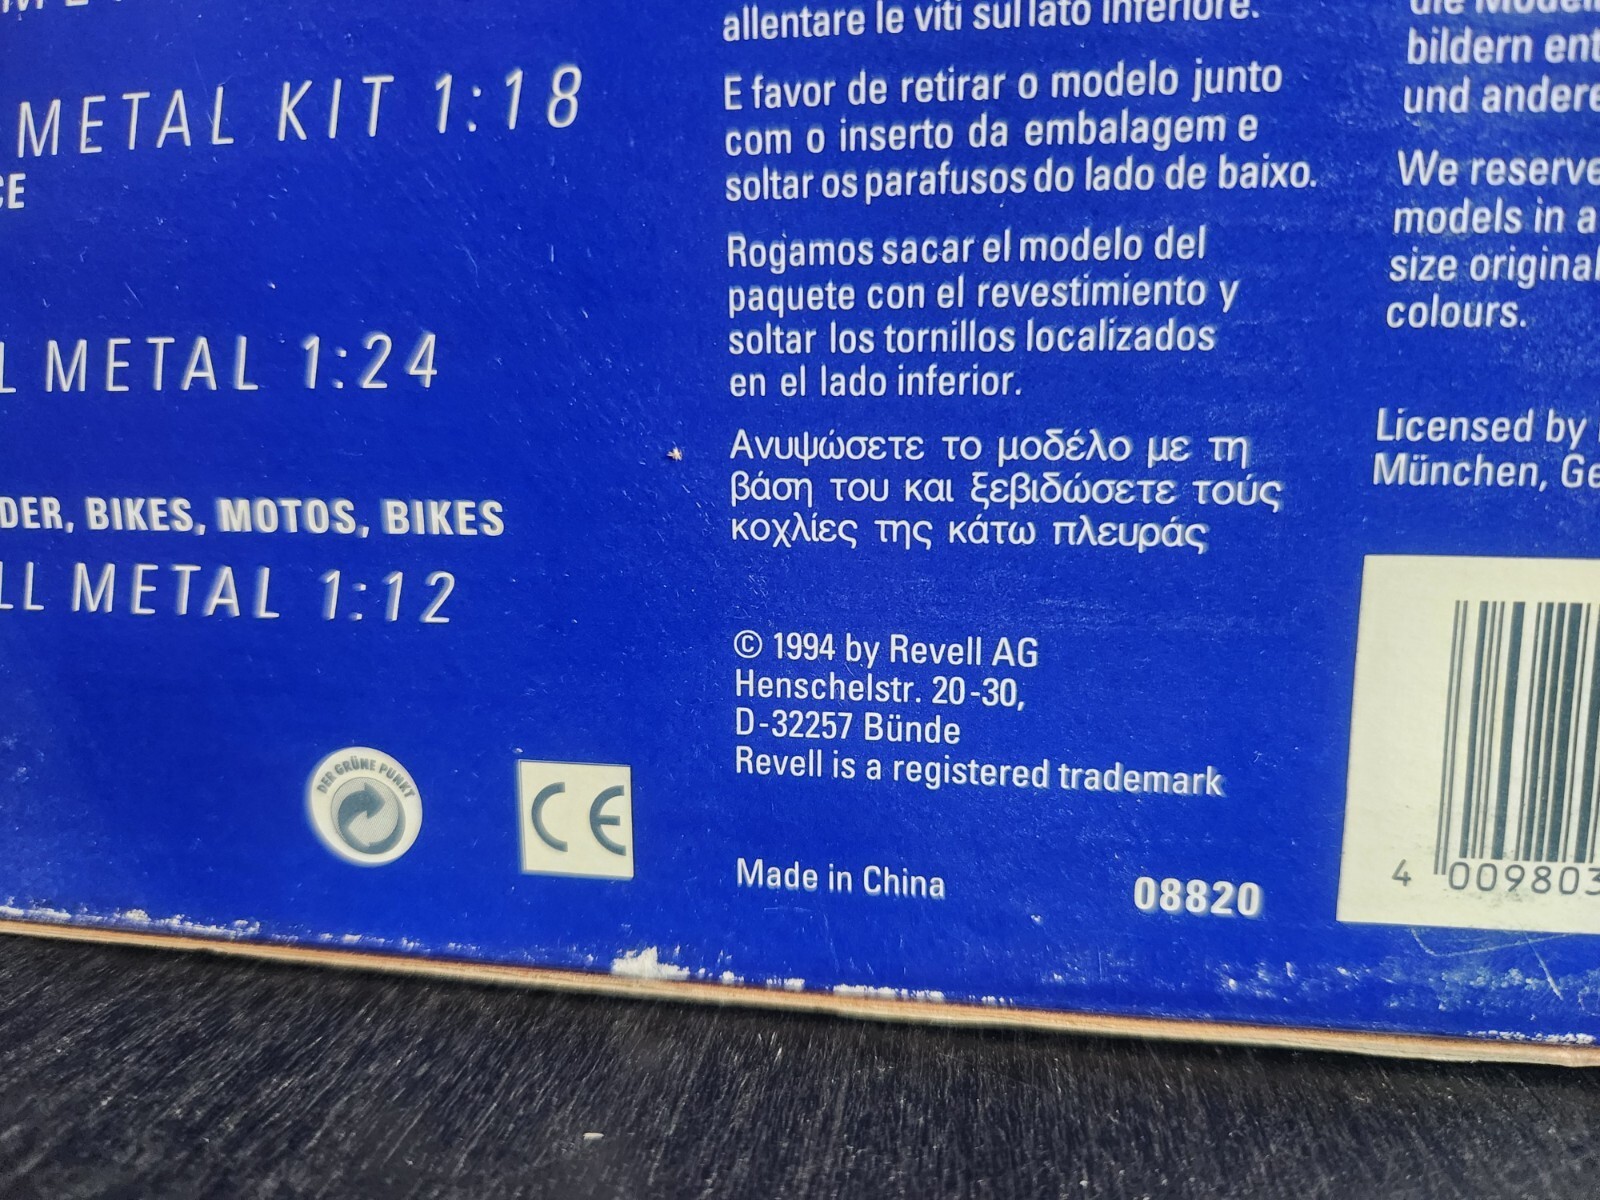 METAL KIT 1:18
L METAL 1:24
DER, BIKES, MOTOS, BIKES
LL METAL 1:12
DER GRÜNE PUNKT
CE
allentare le viti sul lato inferiore.
E favor de retirar o modelo junto
com o inserto da embalagem e
soltar os parafusos do lado de baixo.
Rogamos sacar el modelo del
paquete con el revestimiento y
soltar los tornillos localizados
en el lado inferior.
Ανυψώσετε το μοδέλο με τη
βάση του και ξεβιδώσετε τούς
κοχλίες της κάτω πλευράς
© 1994 by Revell AG
Henschelstr. 20-30,
D-32257 Bünde
Revell is a registered trademark
Made in China
08820
bildern ent
und andere
We reserve
models in a
size original
colours.
Licensed by
München, Ge
4 009803